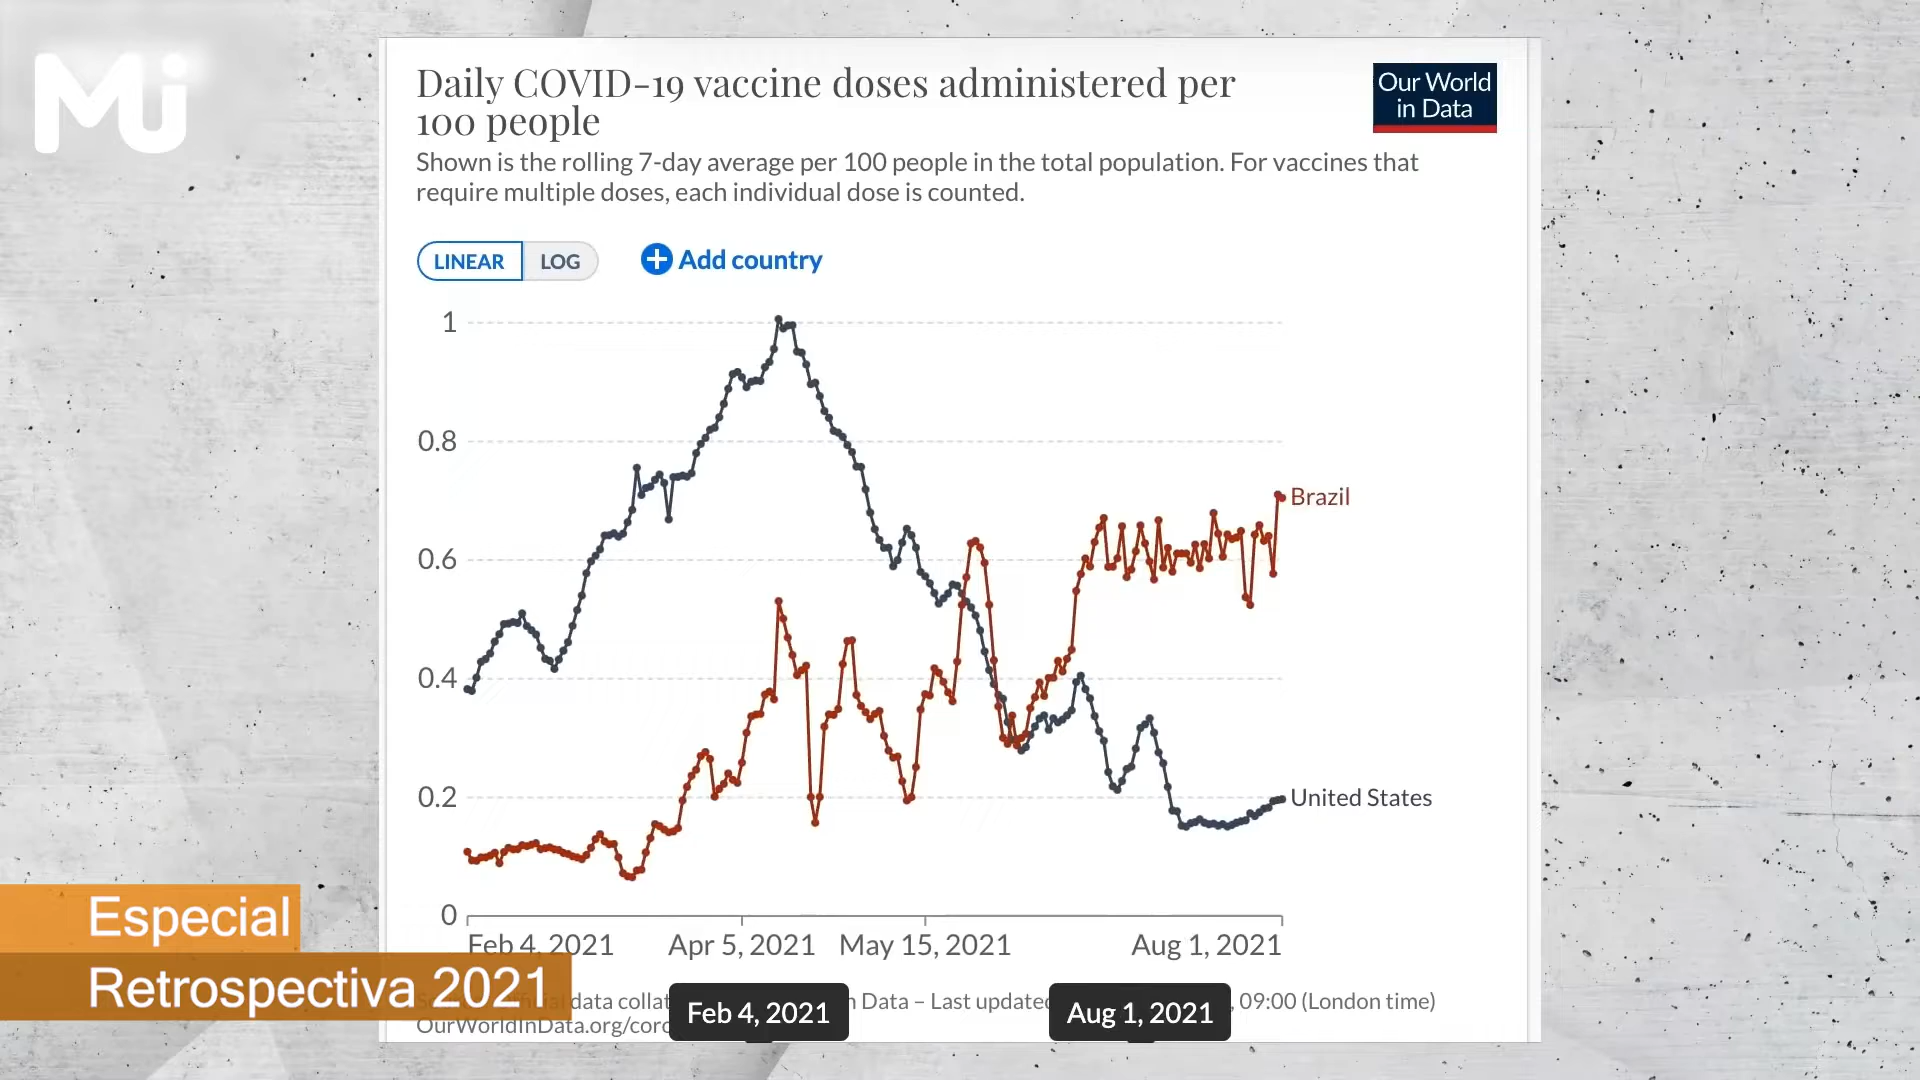 MJ
Daily COVID-19 vaccine doses administered per
100 people
Our World
in Data
Shown is the rolling 7-day average per 100 people in the total population. For vaccines that
require multiple doses, each individual dose is counted.
LINEAR LOG Add country
1
0.8
0.6
0.4
0.2
0
Brazil
United States
Feb 4, 2021 Apr 5, 2021 May 15, 2021 Aug 1, 2021
Especial
Retrospectiva 2021
data collat n Data – Last updated 09:00 (London time)
OurWorldInData.org/coro
Feb 4, 2021 Aug 1, 2021